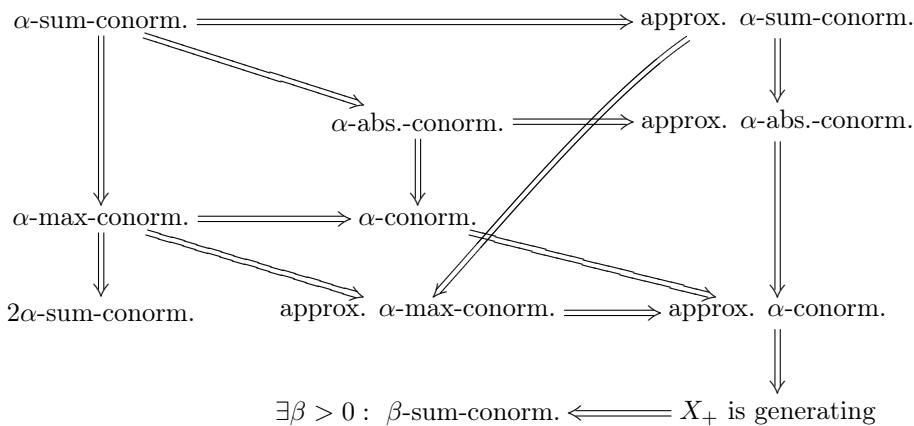 α-sum-conorm. approx. α-sum-conorm.
α-abs.-conorm. approx. α-abs.-conorm.
α-max-conorm. α-conorm.
2α-sum-conorm. approx. α-max-conorm. approx. α-conorm.
∃β > 0 : β-sum-conorm. X₊ is generating